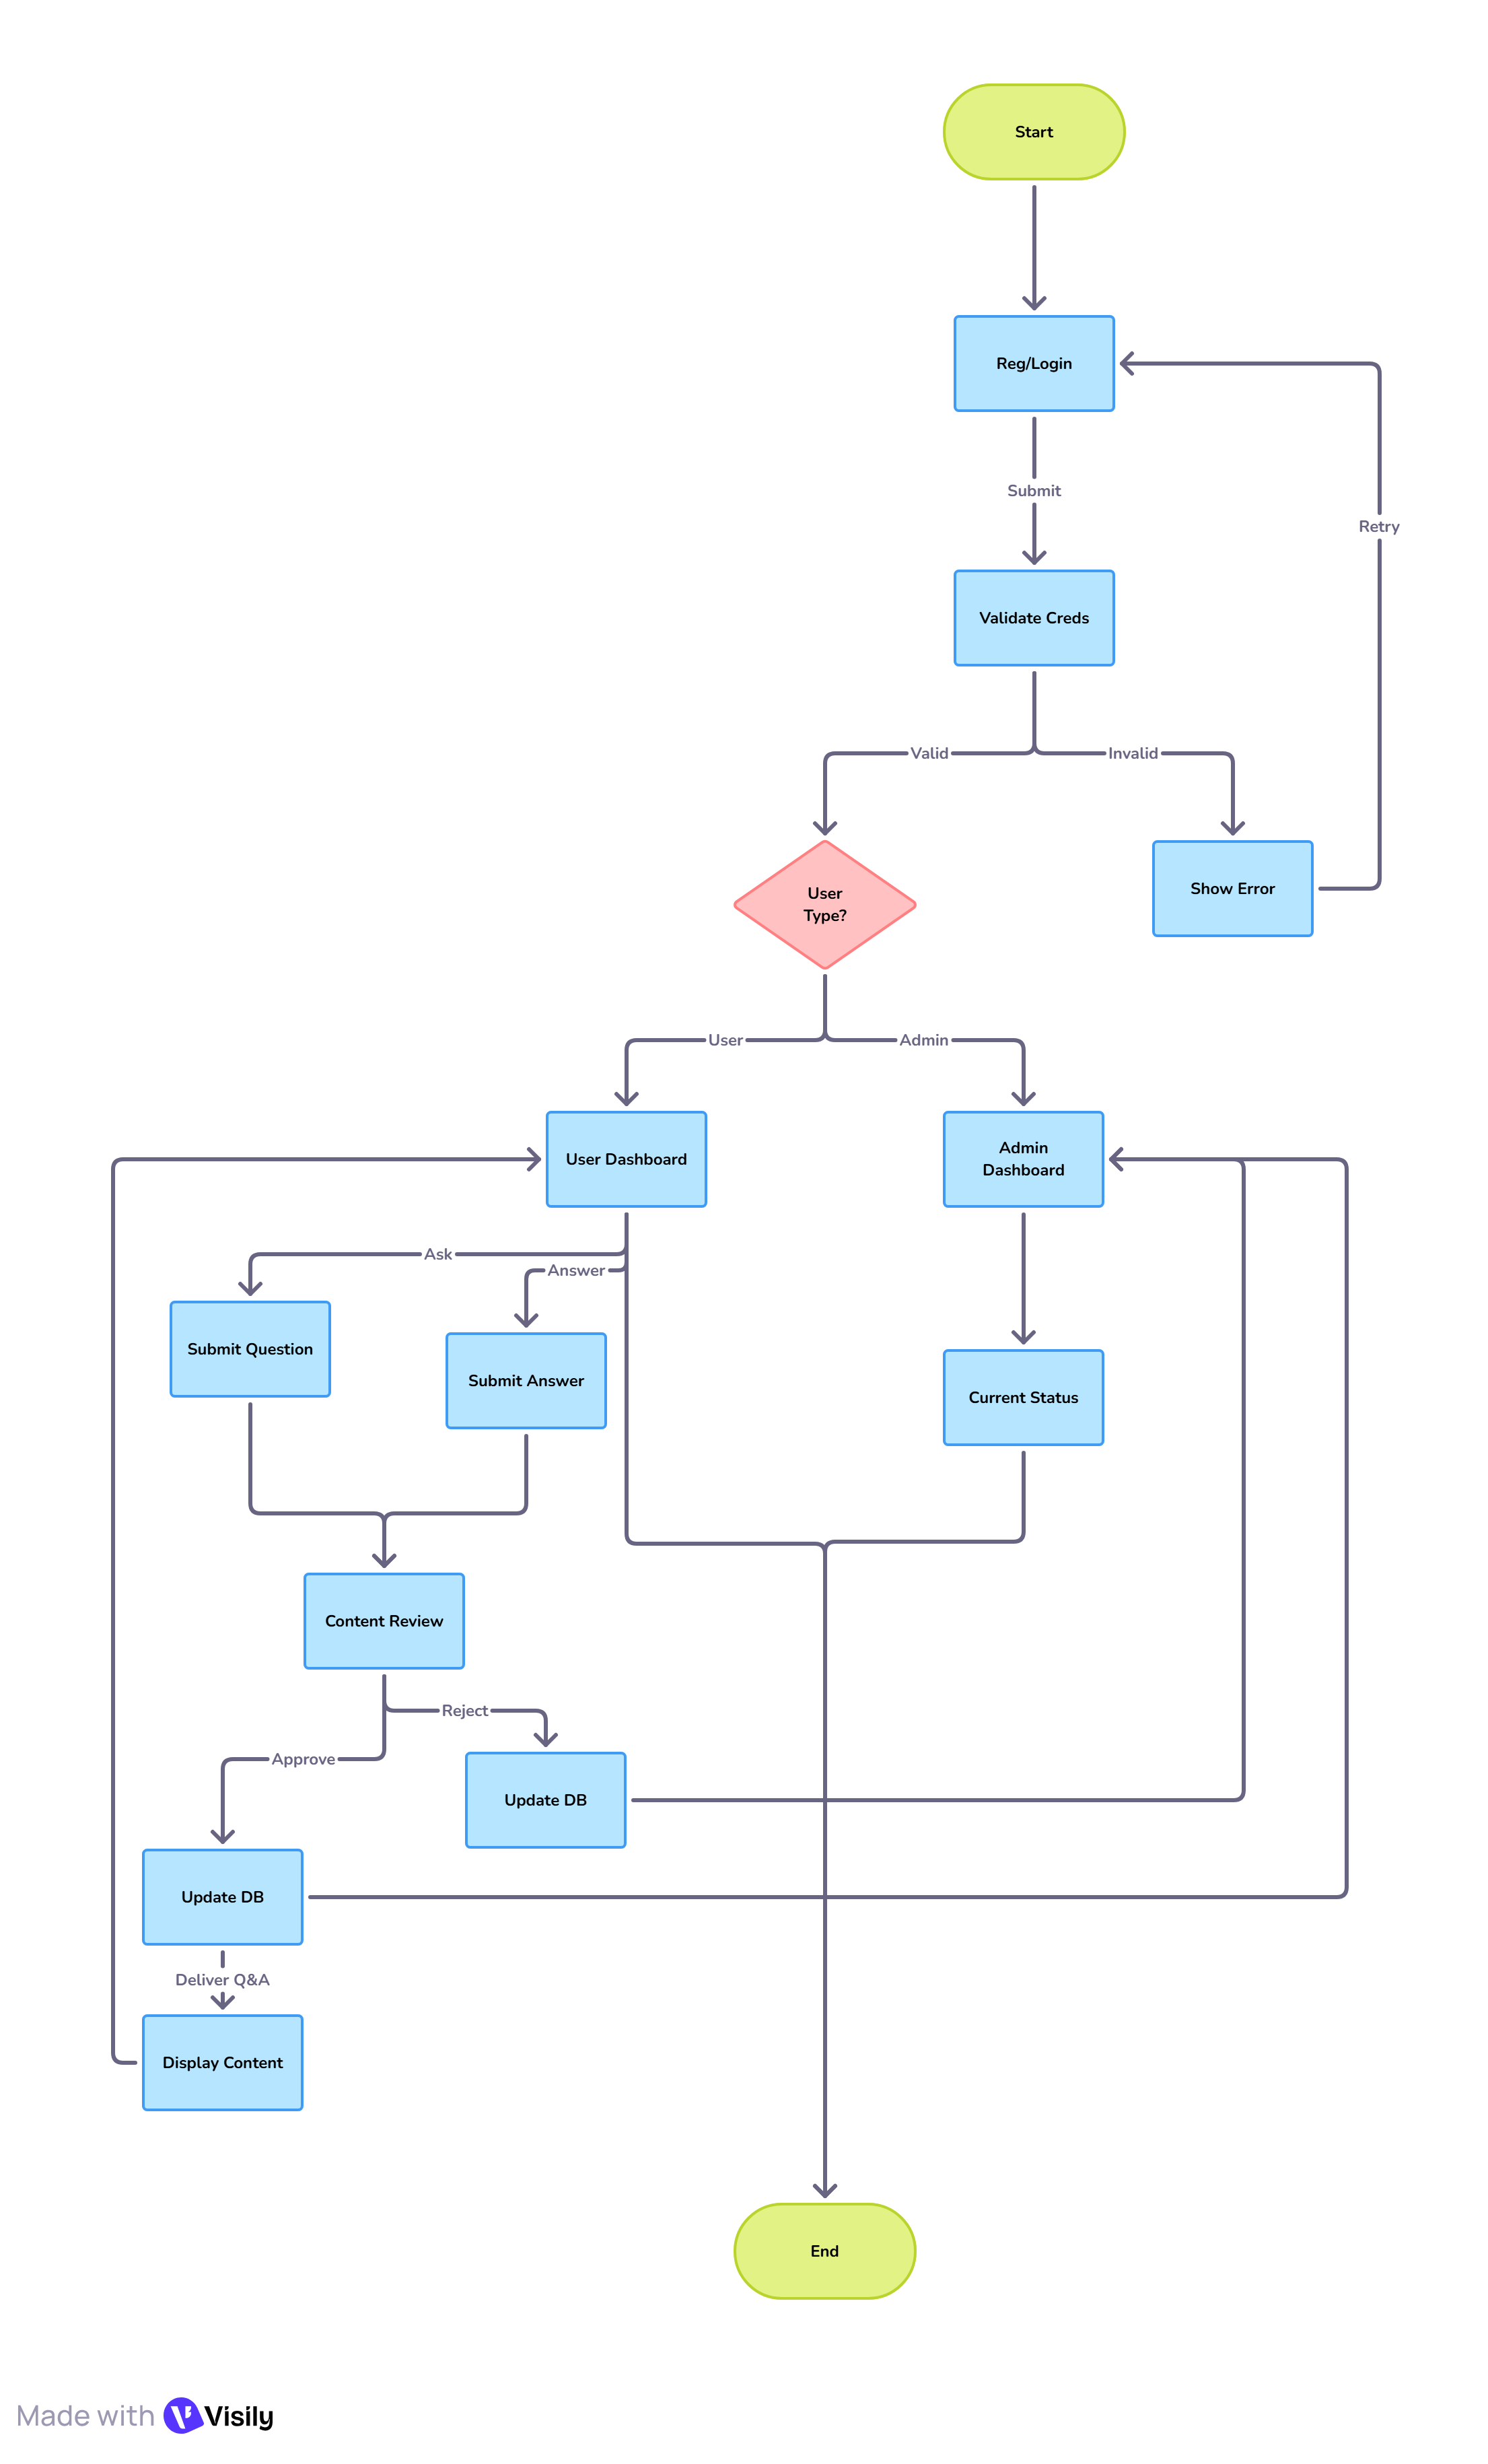 Start
Reg/Login
Submit
Retry
Validate Creds
Valid
Invalid
User
Type?
Show Error
User
Admin
User Dashboard
Admin
Dashboard
Ask
Answer
Submit Question
Submit Answer
Current Status
Content Review
Reject
Approve
Update DB
Update DB
Deliver Q&A
Display Content
End
Made with Visily